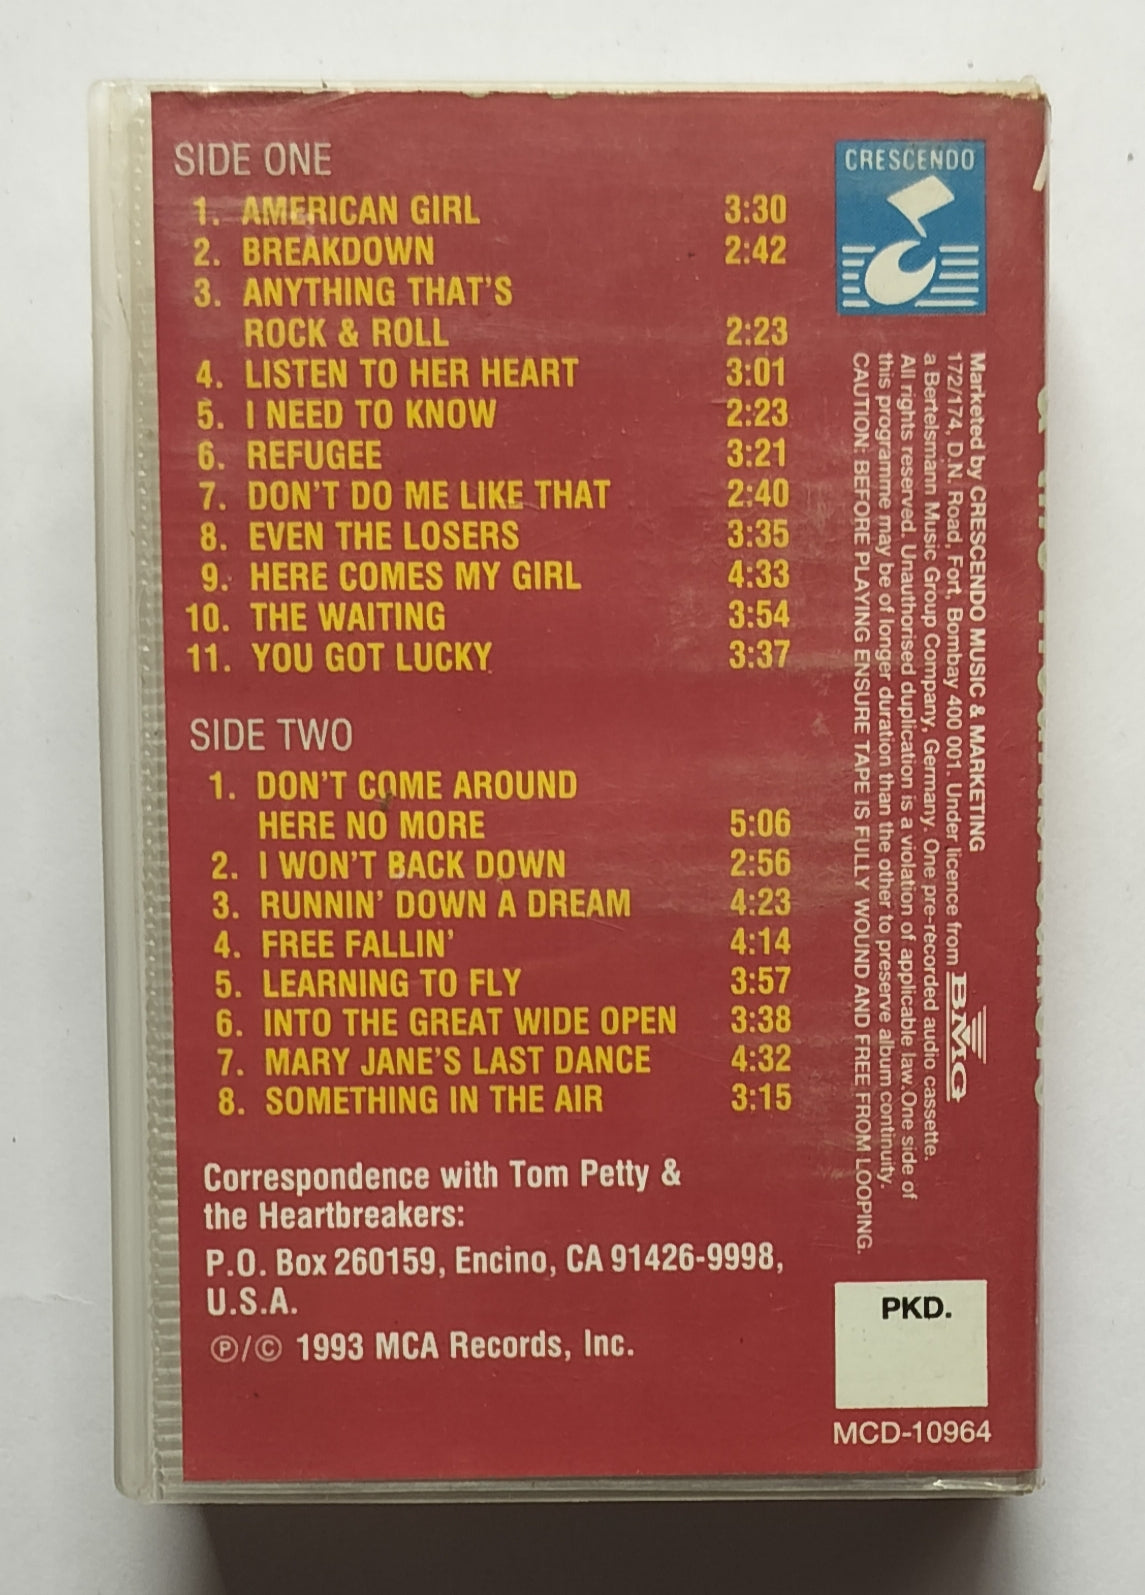 SIDE ONE
1. AMERICAN GIRL 3:30
2. BREAKDOWN 2:42
3. ANYTHING THAT'S
ROCK & ROLL 2:23
4. LISTEN TO HER HEART 3:01
5. I NEED TO KNOW 2:23
6. REFUGEE 3:21
7. DON'T DO ME LIKE THAT 2:40
8. EVEN THE LOSERS 3:35
9. HERE COMES MY GIRL 4:33
10. THE WAITING 3:54
11. YOU GOT LUCKY 3:37
SIDE TWO
1. DON'T COME AROUND
HERE NO MORE 5:06
2. I WON'T BACK DOWN 2:56
3. RUNNIN' DOWN A DREAM 4:23
4. FREE FALLIN' 4:14
5. LEARNING TO FLY 3:57
6. INTO THE GREAT WIDE OPEN 3:38
7. MARY JANE'S LAST DANCE 4:32
8. SOMETHING IN THE AIR 3:15
Correspondence with Tom Petty &
the Heartbreakers:
P.O. Box 260159, Encino, CA 91426-9998,
U.S.A.
Ⓟ/© 1993 MCA Records, Inc.
CRESCENDO
Marketed by CRESCENDO MUSIC & MARKETING
172/174, D.N. Road, Fort, Bombay 400 001. Under licence from BMG
a Bertelsmann Music Group Company, Germany. One pre-recorded audio cassette.
All rights reserved. Unauthorised duplication is a violation of applicable law. One side of
this programme may be of longer duration than the other to preserve album continuity.
CAUTION: BEFORE PLAYING ENSURE TAPE IS FULLY WOUND AND FREE FROM LOOPING.
PKD.
MCD-10964